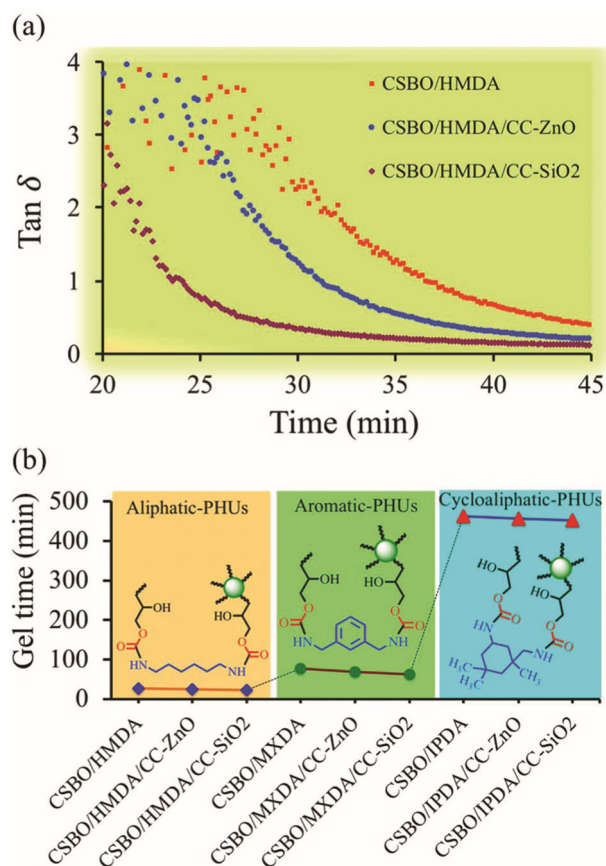 (a)
4
3
2
1
0
Tan δ
CSBO/HMDA
CSBO/HMDA/CC-ZnO
CSBO/HMDA/CC-SiO2
20 25 30 35 40 45
Time (min)
(b)
500
400
300
200
100
0
Gel time (min)
Aliphatic-PHUs
Aromatic-PHUs
Cycloaliphatic-PHUs
OH
HO
O
O
O
O
HN
NH
OH
HO
O
O
O
O
HN
NH
HO
HO
O
O
O
O
NH
NH
H₃C
H₃C
CH₃
CSBO/HMDA
CSBO/HMDA/CC-ZnO
CSBO/HMDA/CC-SiO2
CSBO/MXDA
CSBO/MXDA/CC-ZnO
CSBO/MXDA/CC-SiO2
CSBO/IPDA
CSBO/IPDA/CC-ZnO
CSBO/IPDA/CC-SiO2